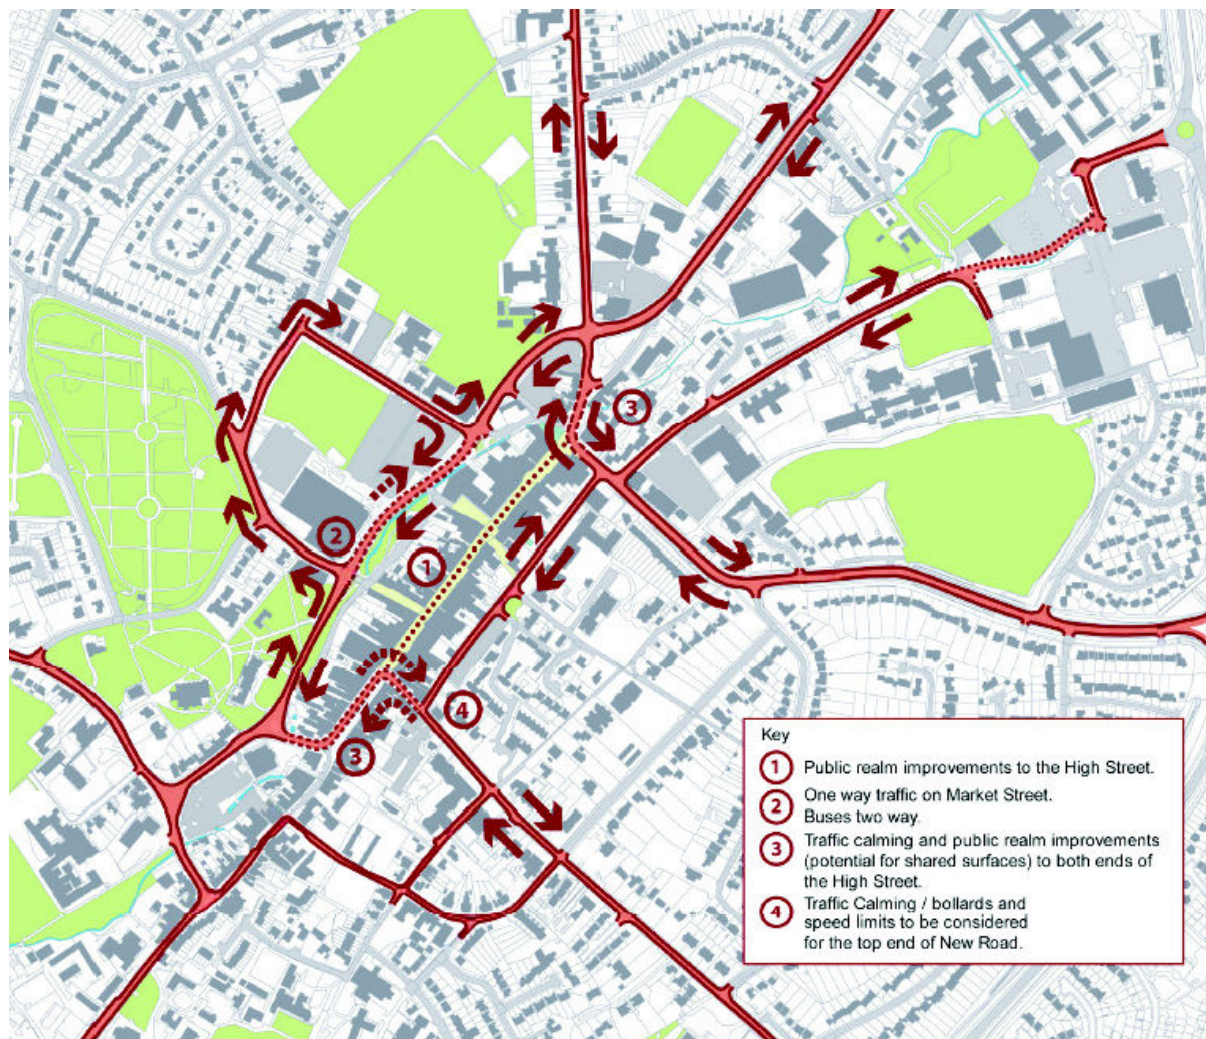 3
2
1
4
3
Key
1 Public realm improvements to the High Street.
2 One way traffic on Market Street.
Buses two way.
3 Traffic calming and public realm improvements
(potential for shared surfaces) to both ends of
the High Street.
4 Traffic Calming / bollards and
speed limits to be considered
for the top end of New Road.